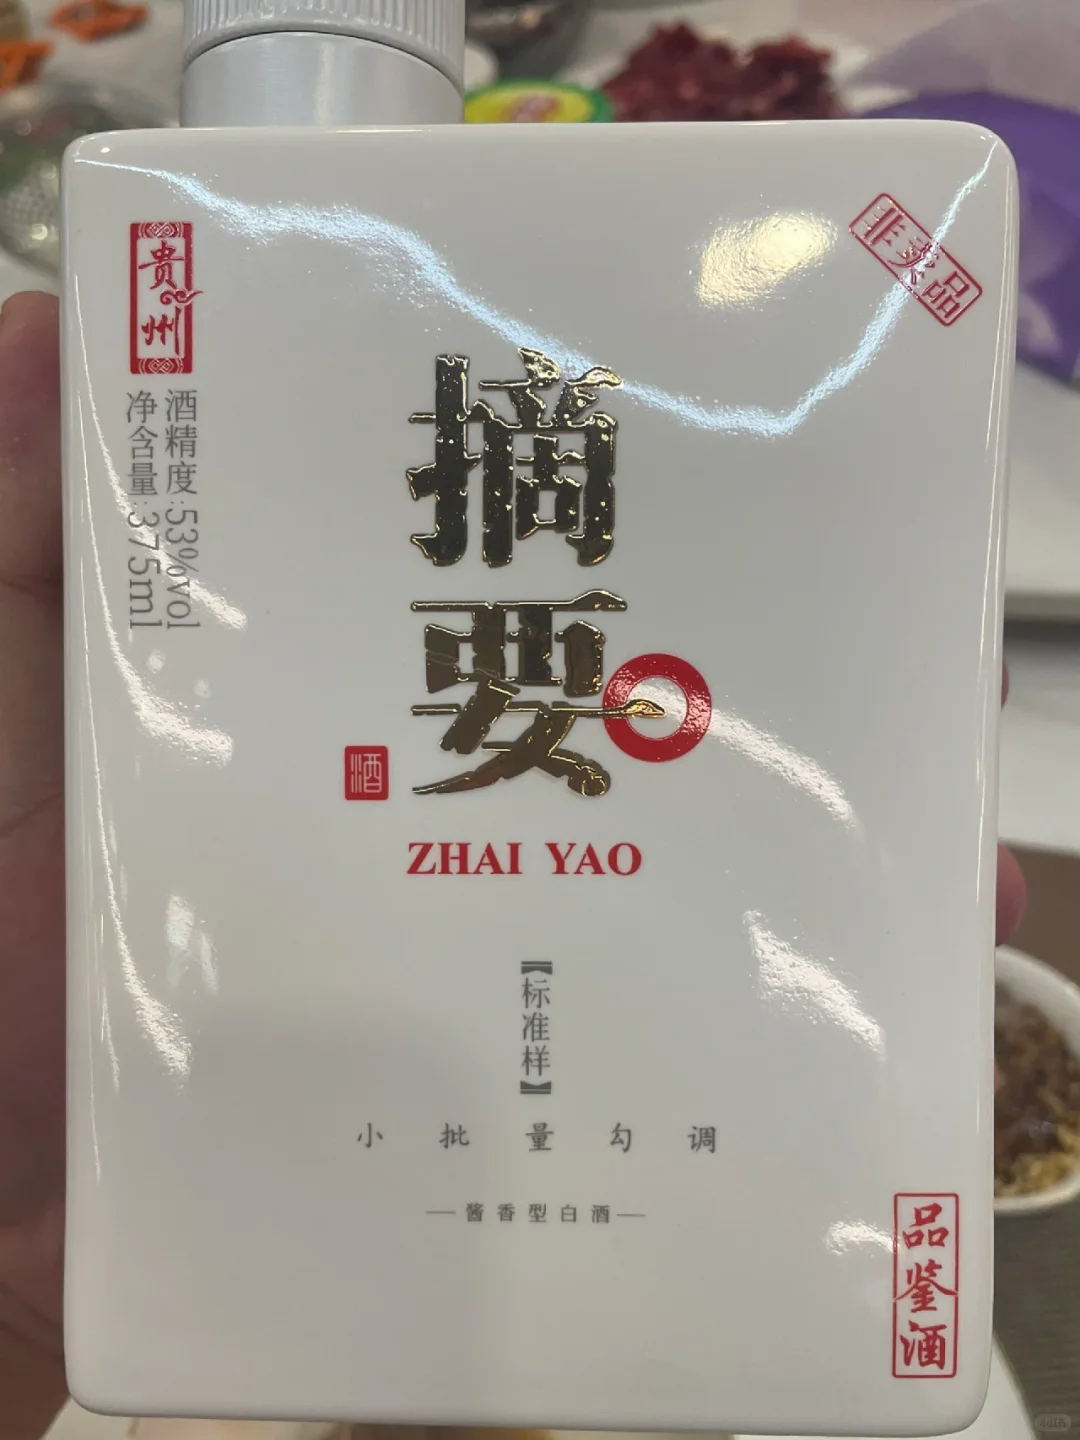 贵州
酒精度:53%vol
净含量:375ml
非卖品
摘要
酒
ZHAI YAO
【标准样】
小批量勾调
酱香型白酒
品鉴酒